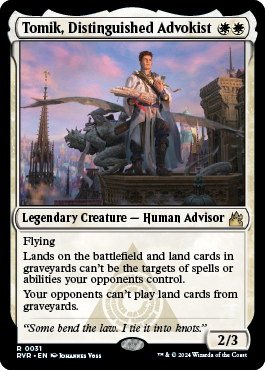 Tomik, Distinguished Advokist
Legendary Creature — Human Advisor
Flying
Lands on the battlefield and land cards in
graveyards can't be the targets of spells or
abilities your opponents control.
Your opponents can't play land cards from
graveyards.
"Some bend the law. I tie it into knots."
2/3
R 0031
RVR • EN Johannes Voss
™ & © 2024 Wizards of the Coast